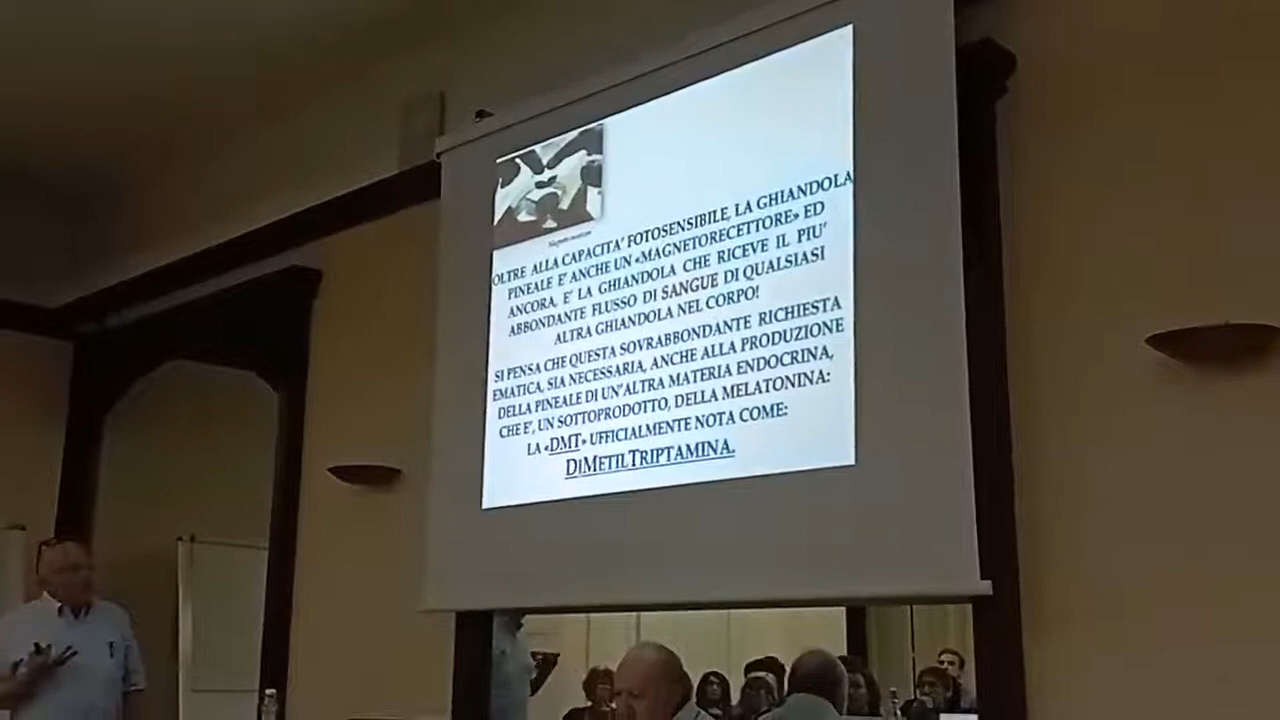 OLTRE ALLA CAPACITA' FOTOSENSIBILE, LA GHIANDOLA
PINEALE E' ANCHE UN «MAGNETORECETTORE» ED
ANCORA, E' LA GHIANDOLA CHE RICEVE IL PIU'
ABBONDANTE FLUSSO DI SANGUE DI QUALSIASI
ALTRA GHIANDOLA NEL CORPO!
SI PENSA CHE QUESTA SOVRABBONDANTE RICHIESTA
EMATICA, SIA NECESSARIA, ANCHE ALLA PRODUZIONE
DELLA PINEALE DI UN'ALTRA MATERIA ENDOCRINA,
CHE E', UN SOTTOPRODOTTO, DELLA MELATONINA:
LA «DMT» UFFICIALMENTE NOTA COME:
DIMETILTRIPTAMINA.